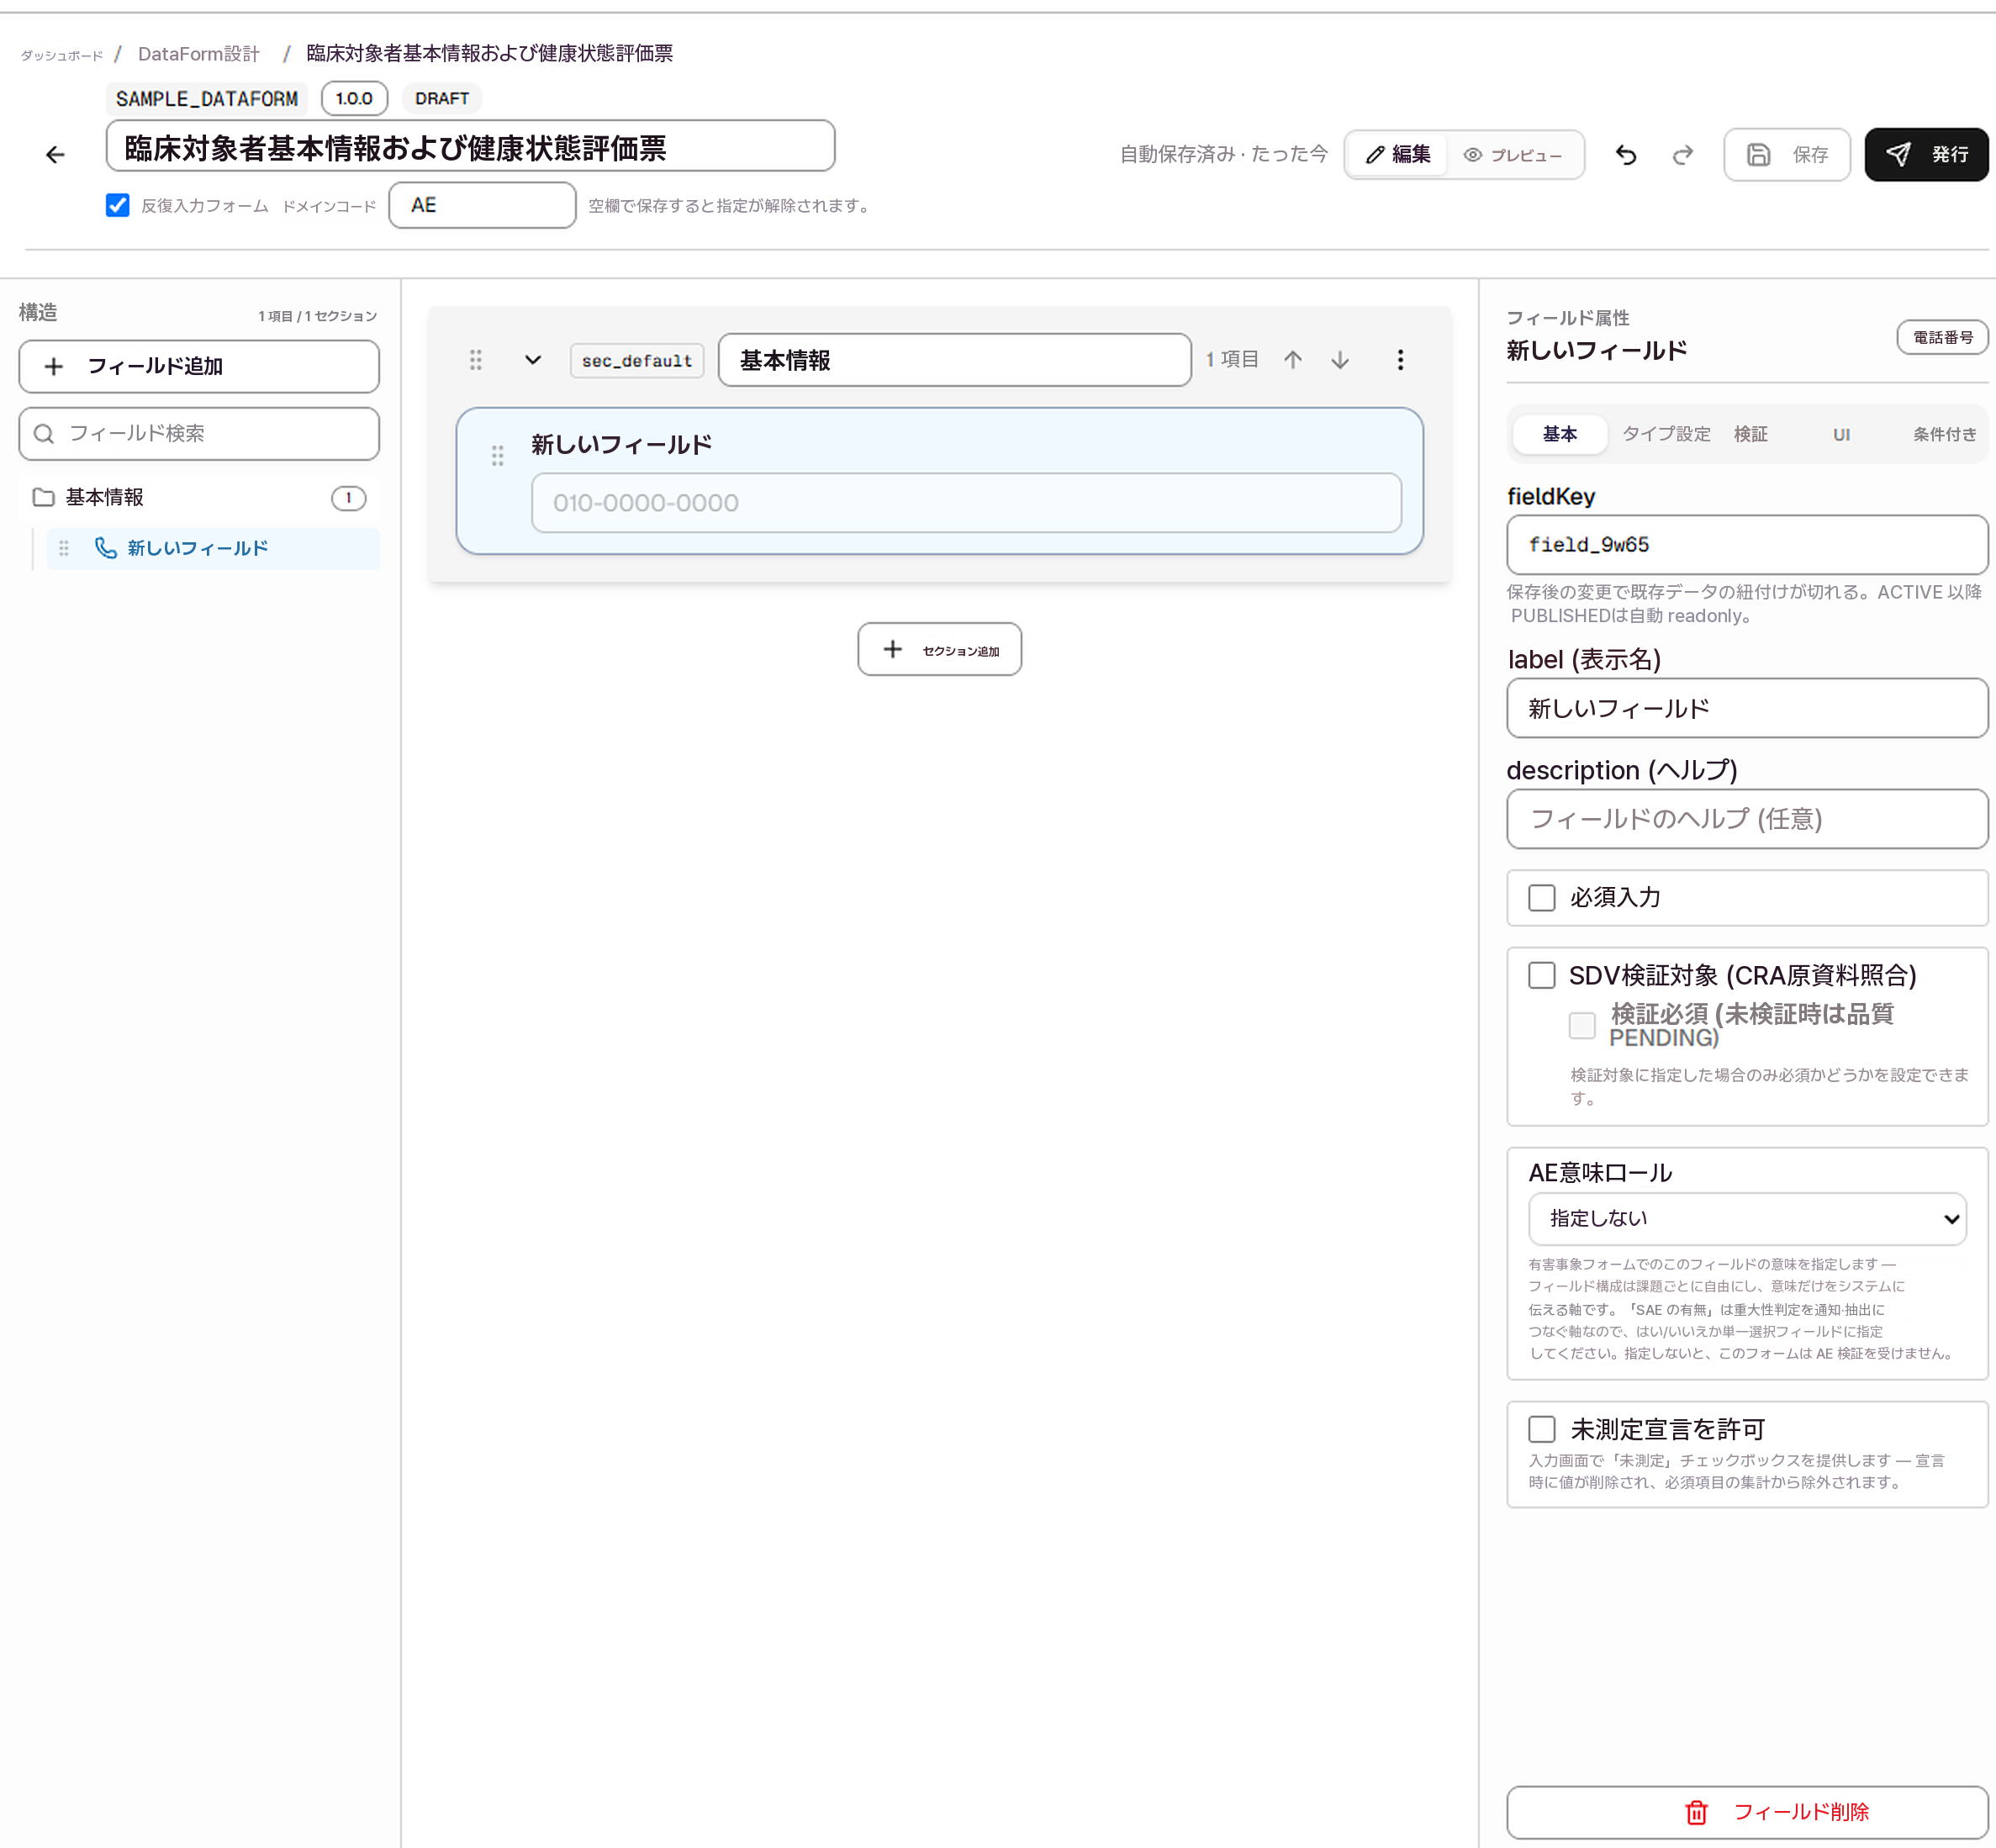 ダッシュボード / DataForm設計 / 臨床対象者基本情報および健康状態評価票
SAMPLE_DATAFORM 1.0.0 DRAFT
臨床対象者基本情報および健康状態評価票
自動保存済み · たった今 編集 プレビュー 保存 発行
反復入力フォーム ドメインコード AE 空欄で保存すると指定が解除されます。
構造 1 項目 / 1 セクション
フィールド追加
フィールド検索
基本情報 1
新しいフィールド
sec_default 基本情報 1 項目
新しいフィールド
010-0000-0000
セクション追加
フィールド属性
新しいフィールド 電話番号
基本 タイプ設定 検証 UI 条件付き
fieldKey
field_9w65
保存後の変更で既存データの紐付けが切れる。ACTIVE 以降
PUBLISHEDは自動 readonly。
label (表示名)
新しいフィールド
description (ヘルプ)
フィールドのヘルプ (任意)
必須入力
SDV検証対象 (CRA原資料照合)
検証必須 (未検証時は品質
PENDING)
検証対象に指定した場合のみ必須かどうかを設定できま
す。
AE意味ロール
指定しない
有害事象フォームでのこのフィールドの意味を指定します —
フィールド構成は課題ごとに自由にし、意味だけをシステムに
伝える軸です。「SAE の有無」は重大性判定を通知·抽出に
つなぐ軸なので、はい/いいえか単一選択フィールドに指定
してください。指定しないと、このフォームは AE 検証を受けません。
未測定宣言を許可
入力画面で「未測定」チェックボックスを提供します — 宣言
時に値が削除され、必須項目の集計から除外されます。
フィールド削除